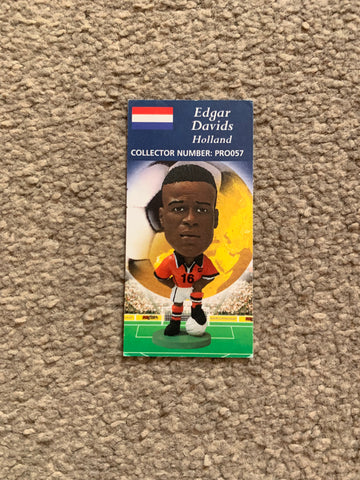 Edgar
Davids
Holland
COLLECTOR NUMBER: PRO057
16